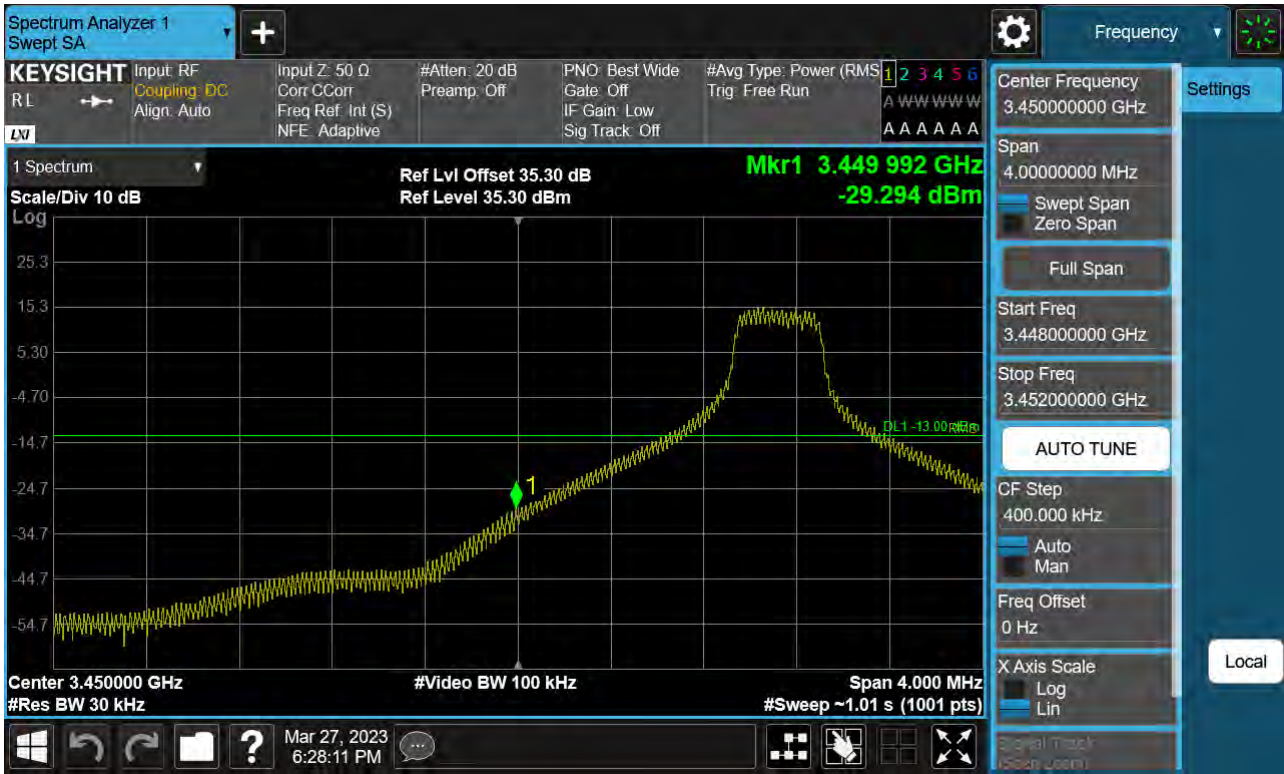 Spectrum Analyzer 1
Swept SA
Frequency
KEYSIGHT
RL
LXI
Input: RF
Coupling: DC
Align: Auto
Input Z: 50 Ω
Corr CCorr
Freq Ref: Int (S)
NFE: Adaptive
#Atten: 20 dB
Preamp: Off
PNO: Best Wide
Gate: Off
IF Gain: Low
Sig Track: Off
#Avg Type: Power (RMS
Trig: Free Run
1 2 3 4 5 6
A W W W W W
A A A A A A
1 Spectrum
Scale/Div 10 dB
Log
Ref Lvl Offset 35.30 dB
Ref Level 35.30 dBm
Mkr1 3.449 992 GHz
-29.294 dBm
25.3
15.3
5.30
-4.70
-14.7
-24.7
-34.7
-44.7
-54.7
1
DL1 -13.00 dBm
RMS
Center 3.450000 GHz
#Res BW 30 kHz
#Video BW 100 kHz
Span 4.000 MHz
#Sweep ~1.01 s (1001 pts)
Mar 27, 2023
6:28:11 PM
?
Center Frequency
3.450000000 GHz
Span
4.00000000 MHz
Swept Span
Zero Span
Full Span
Start Freq
3.448000000 GHz
Stop Freq
3.452000000 GHz
AUTO TUNE
CF Step
400.000 kHz
Auto
Man
Freq Offset
0 Hz
X Axis Scale
Log
Lin
Signal Track
(Span Zoom)
Settings
Local